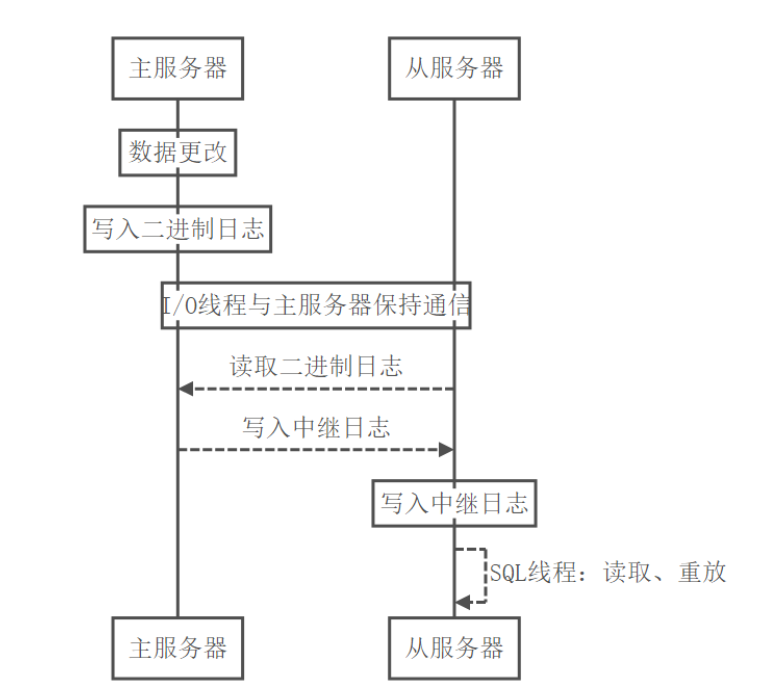 主服务器
从服务器
数据更改
写入二进制日志
I/O线程与主服务器保持通信
读取二进制日志
写入中继日志
写入中继日志
SQL线程：读取、重放
主服务器
从服务器